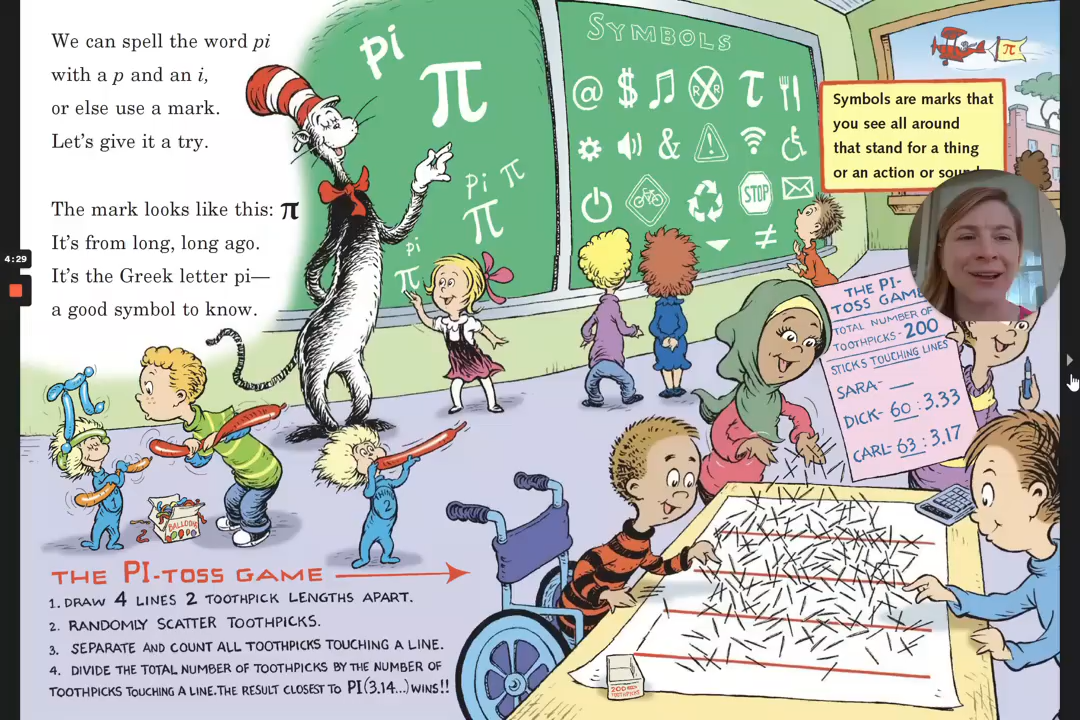 We can spell the word pi
with a p and an i,
or else use a mark.
Let's give it a try.
The mark looks like this: π
It's from long, long ago.
It's the Greek letter pi—
a good symbol to know.
pi
π
pi π
π
pi
π
SYMBOLS
@ $ ♫ R R τ
&
STOP
≠
π
Symbols are marks that
you see all around
that stand for a thing
or an action or sound
4:29
THE PI-
TOSS GAME
TOTAL NUMBER OF
TOOTHPICKS - 200
STICKS TOUCHING LINES
SARA- —
DICK- 60 : 3.33
CARL- 63 : 3.17
BALLOONS
2
THE PI-TOSS GAME
1. DRAW 4 LINES 2 TOOTHPICK LENGTHS APART.
2. RANDOMLY SCATTER TOOTHPICKS.
3. SEPARATE AND COUNT ALL TOOTHPICKS TOUCHING A LINE.
4. DIVIDE THE TOTAL NUMBER OF TOOTHPICKS BY THE NUMBER OF
TOOTHPICKS TOUCHING A LINE. THE RESULT CLOSEST TO PI (3.14...) WINS!!
200
TOOTHPICKS